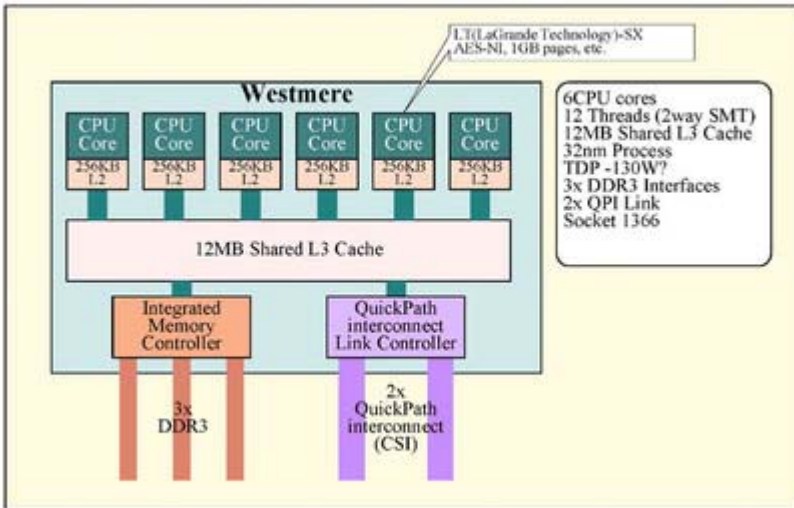 LT(LaGrande Technology)-SX
AES-NI, 1GB pages, etc.
Westmere
CPU Core
256KB L2
CPU Core
256KB L2
CPU Core
256KB L2
CPU Core
256KB L2
CPU Core
256KB L2
CPU Core
256KB L2
12MB Shared L3 Cache
Integrated
Memory
Controller
QuickPath
interconnect
Link Controller
3x
DDR3
2x
QuickPath
interconnect
(CSI)
6CPU cores
12 Threads (2way SMT)
12MB Shared L3 Cache
32nm Process
TDP -130W?
3x DDR3 Interfaces
2x QPI Link
Socket 1366